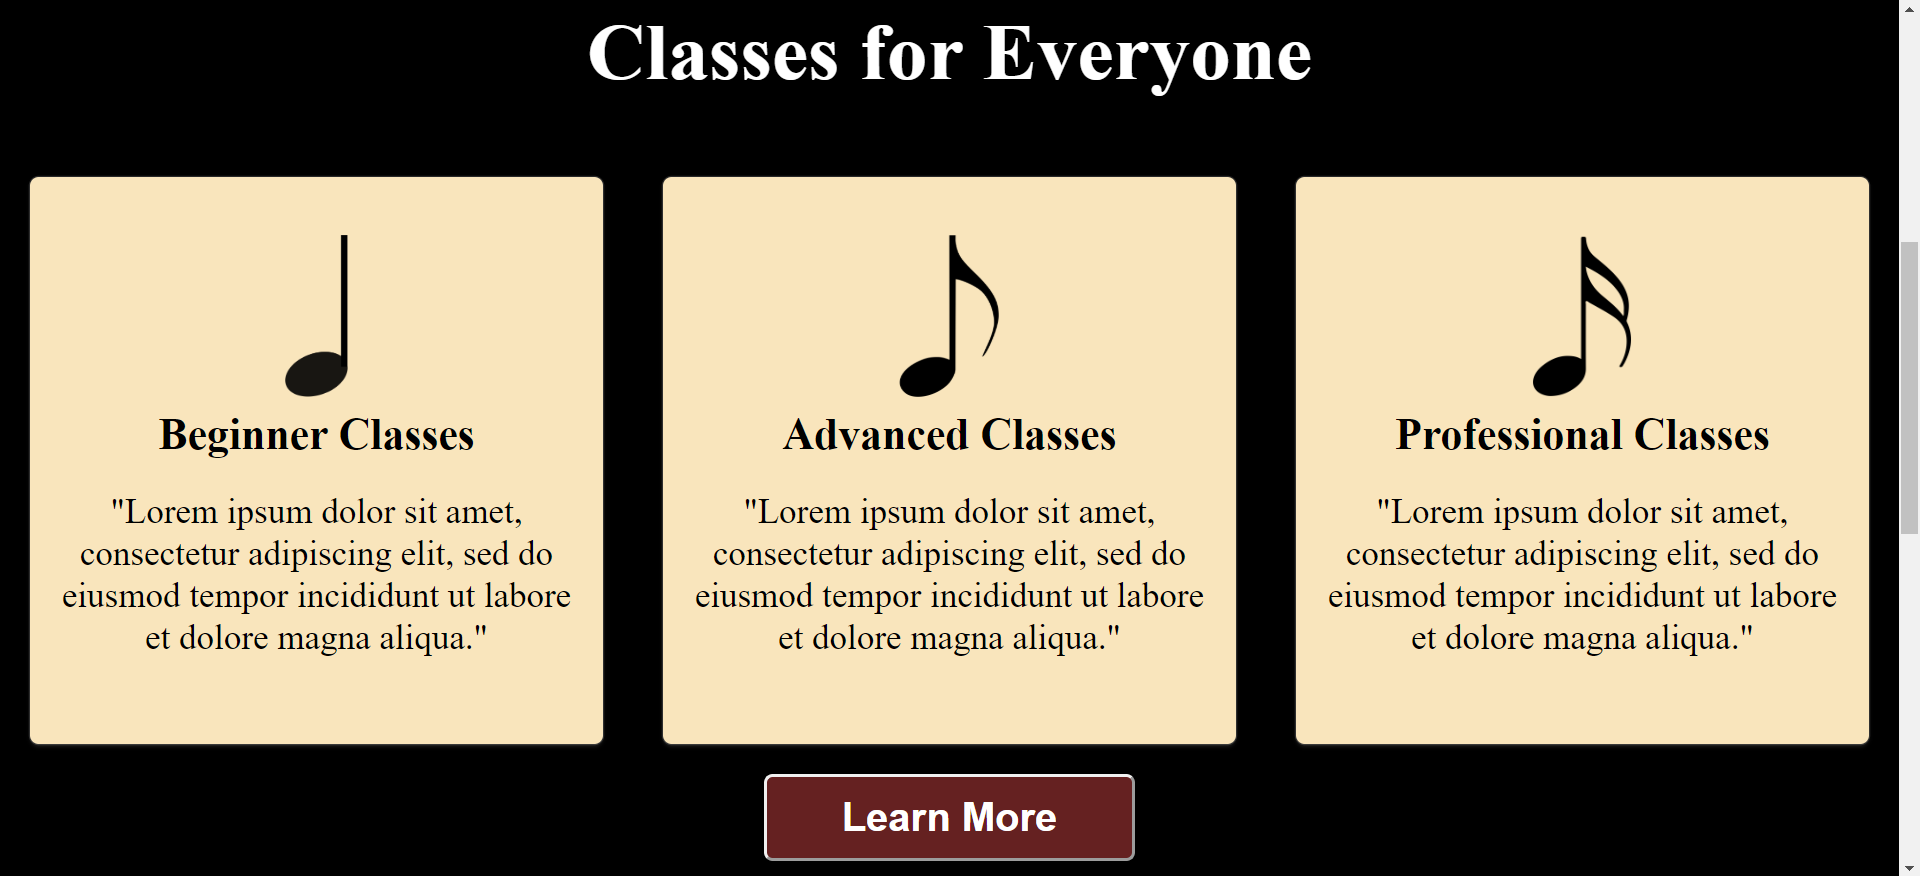 Classes for Everyone
Beginner Classes
"Lorem ipsum dolor sit amet,
consectetur adipiscing elit, sed do
eiusmod tempor incididunt ut labore
et dolore magna aliqua."
Advanced Classes
"Lorem ipsum dolor sit amet,
consectetur adipiscing elit, sed do
eiusmod tempor incididunt ut labore
et dolore magna aliqua."
Professional Classes
"Lorem ipsum dolor sit amet,
consectetur adipiscing elit, sed do
eiusmod tempor incididunt ut labore
et dolore magna aliqua."
Learn More